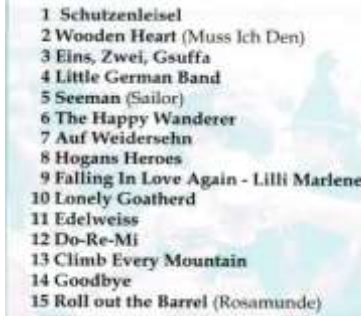 1 Schutzenleisel
2 Wooden Heart (Muss Ich Den)
3 Eins, Zwei, Gsuffa
4 Little German Band
5 Seeman (Sailor)
6 The Happy Wanderer
7 Auf Weidersehn
8 Hogans Heroes
9 Falling In Love Again - Lilli Marlene
10 Lonely Goatherd
11 Edelweiss
12 Do-Re-Mi
13 Climb Every Mountain
14 Goodbye
15 Roll out the Barrel (Rosamunde)